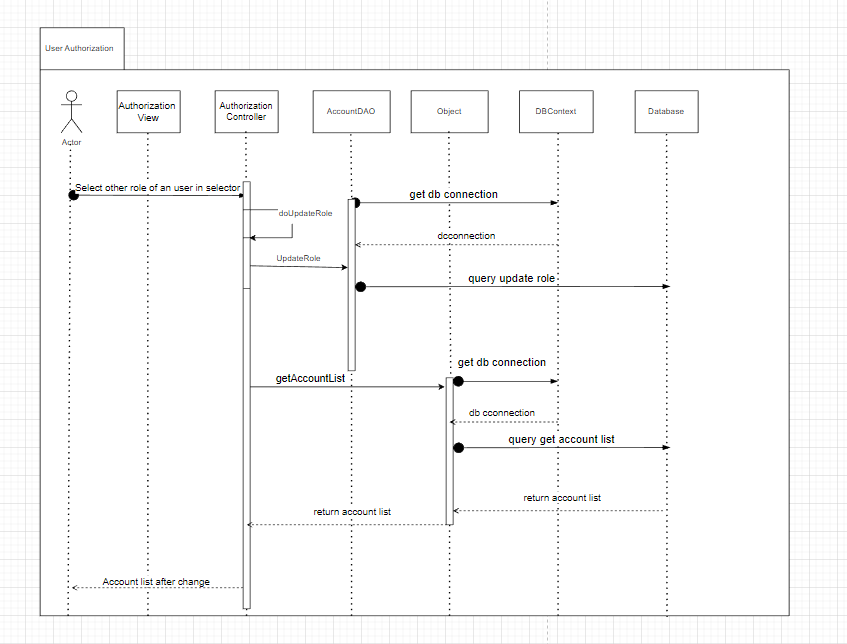 User Authorization
Authorization
View
Authorization
Controller
AccountDAO
Object
DBContext
Database
Actor
Select other role of an user in selector
get db connection
doUpdateRole
dcconnection
UpdateRole
query update role
get db connection
getAccountList
db cconnection
query get account list
return account list
return account list
Account list after change